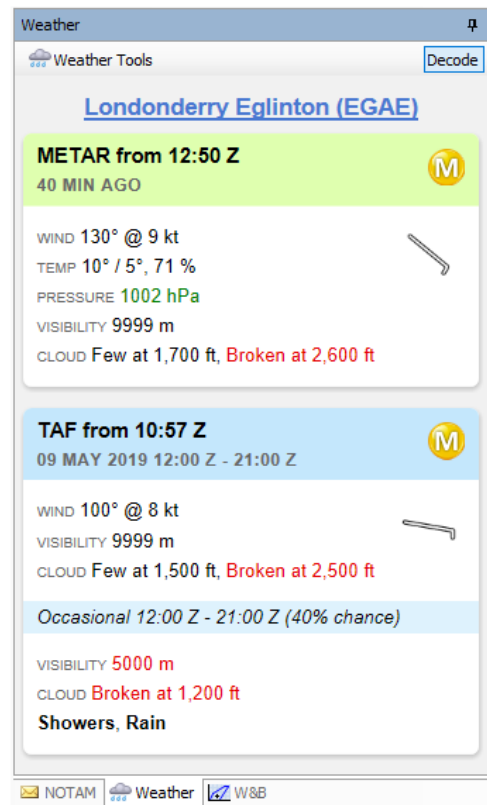 Weather
Weather Tools
Decode
Londonderry Eglinton (EGAE)
METAR from 12:50 Z
40 MIN AGO
M
WIND 130° @ 9 kt
TEMP 10° / 5°, 71 %
PRESSURE 1002 hPa
VISIBILITY 9999 m
CLOUD Few at 1,700 ft, Broken at 2,600 ft
TAF from 10:57 Z
09 MAY 2019 12:00 Z - 21:00 Z
M
WIND 100° @ 8 kt
VISIBILITY 9999 m
CLOUD Few at 1,500 ft, Broken at 2,500 ft
Occasional 12:00 Z - 21:00 Z (40% chance)
VISIBILITY 5000 m
CLOUD Broken at 1,200 ft
Showers, Rain
NOTAM Weather W&B